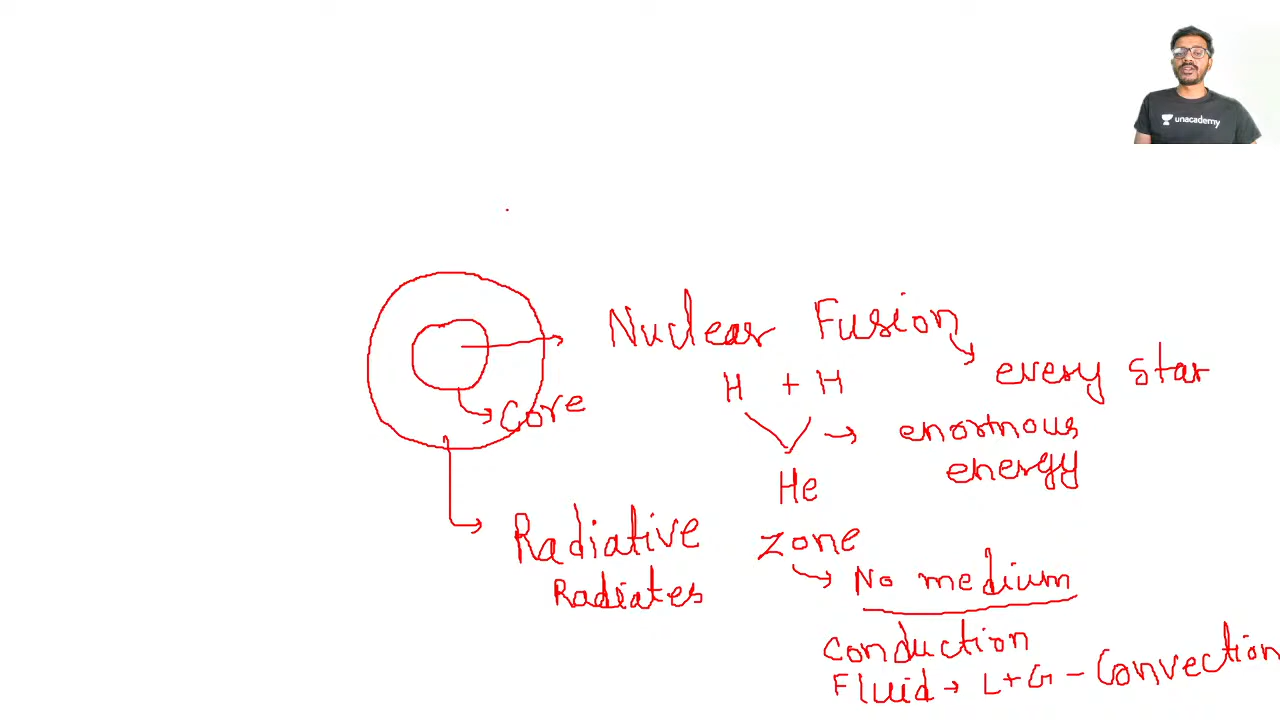 unacademy
Nuclear Fusion
every star
H + H
Core
enormous
energy
He
Radiative zone
Radiates
No medium
Conduction
Fluid → L+G - Convection